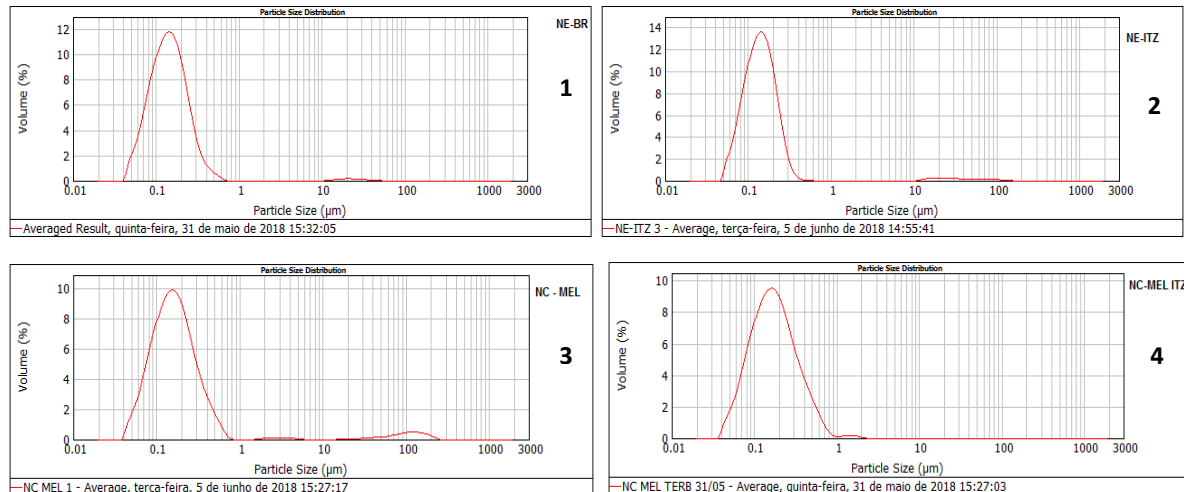 Particle Size Distribution
NE-BR
12
10
8
6
4
2
0
0.01 0.1 1 10 100 1000 3000
Volume (%)
Particle Size (µm)
1
Averaged Result, quinta-feira, 31 de maio de 2018 15:32:05
Particle Size Distribution
NE-ITZ
14
12
10
8
6
4
2
0
0.01 0.1 1 10 100 1000 3000
Volume (%)
Particle Size (µm)
2
NE-ITZ 3 - Average, terça-feira, 5 de junho de 2018 14:55:41
Particle Size Distribution
NC - MEL
10
8
6
4
2
0
0.01 0.1 1 10 100 1000 3000
Volume (%)
Particle Size (µm)
3
NC MEL 1 - Average, terça-feira, 5 de junho de 2018 15:27:17
Particle Size Distribution
NC-MEL ITZ
10
8
6
4
2
0
0.01 0.1 1 10 100 1000 3000
Volume (%)
Particle Size (µm)
4
NC MEL TERB 31/05 - Average, quinta-feira, 31 de maio de 2018 15:27:03